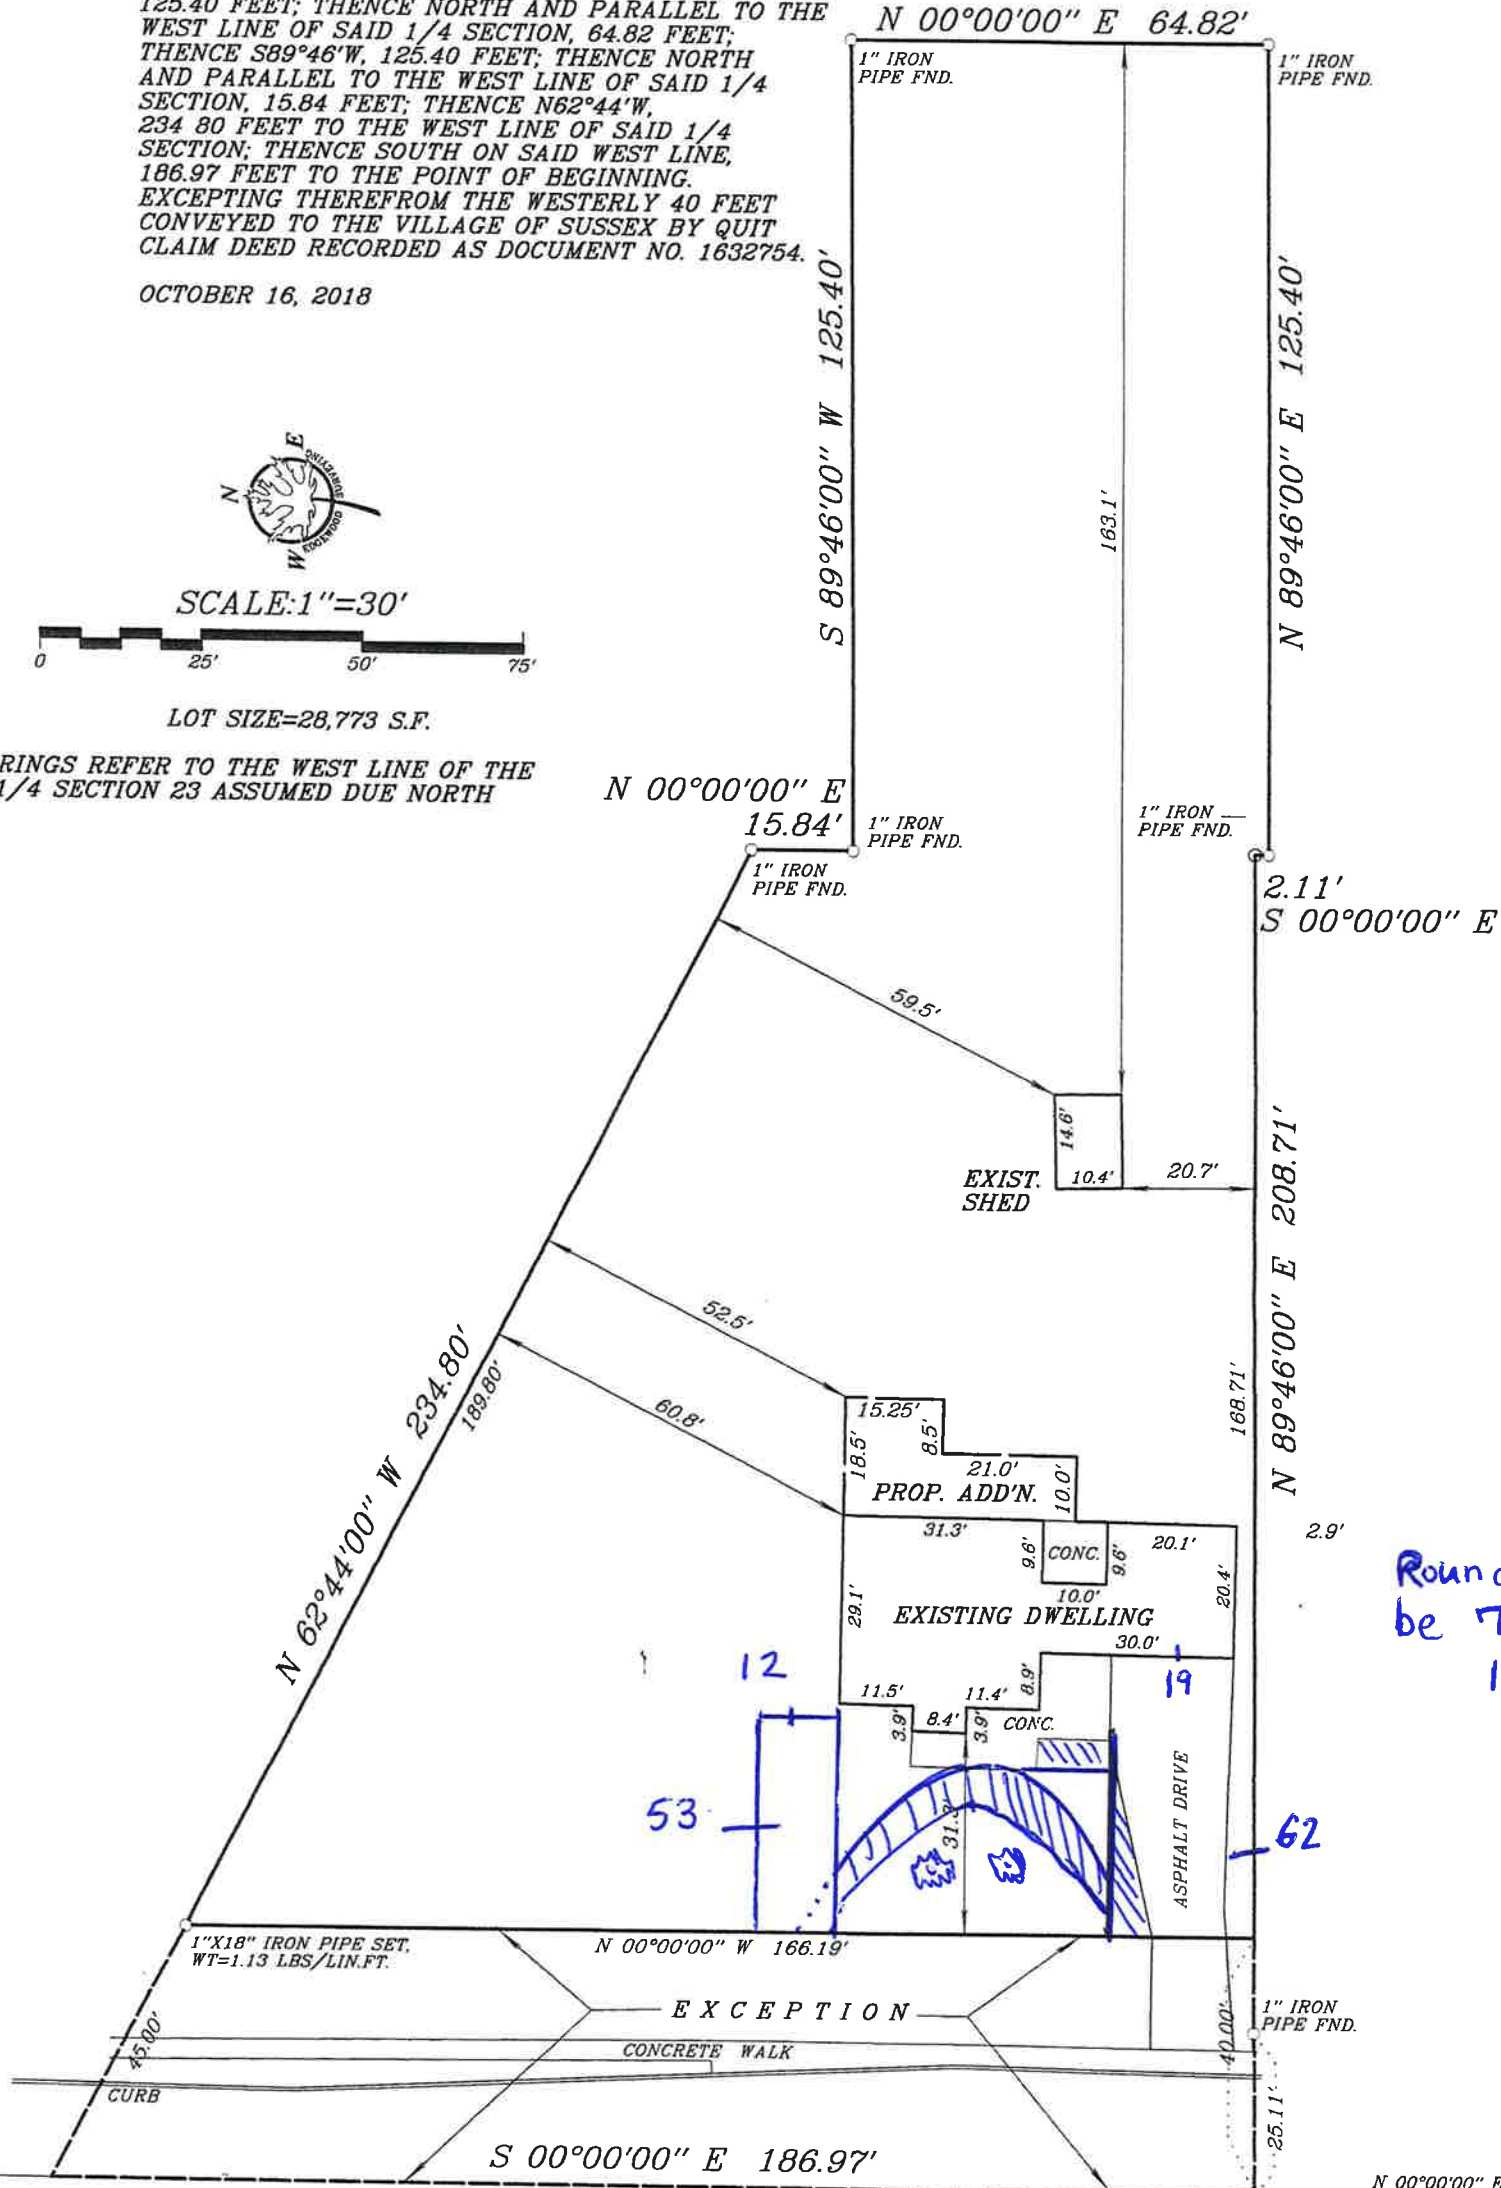 125.40 FEET; THENCE NORTH AND PARALLEL TO THE
WEST LINE OF SAID 1/4 SECTION, 64.82 FEET;
THENCE S89°46'W, 125.40 FEET; THENCE NORTH
AND PARALLEL TO THE WEST LINE OF SAID 1/4
SECTION, 15.84 FEET; THENCE N62°44'W,
234 80 FEET TO THE WEST LINE OF SAID 1/4
SECTION; THENCE SOUTH ON SAID WEST LINE,
186.97 FEET TO THE POINT OF BEGINNING.
EXCEPTING THEREFROM THE WESTERLY 40 FEET
CONVEYED TO THE VILLAGE OF SUSSEX BY QUIT
CLAIM DEED RECORDED AS DOCUMENT NO. 1632754.
OCTOBER 16, 2018
N 00°00'00" E 64.82'
1" IRON
PIPE FND.
1" IRON
PIPE FND.
S 89°46'00" W 125.40'
N 89°46'00" E 125.40'
163.1'
N
E
W
EDGEWOOD
SURVEYING
SCALE:1"=30'
0 25' 50' 75'
LOT SIZE=28,773 S.F.
RINGS REFER TO THE WEST LINE OF THE
1/4 SECTION 23 ASSUMED DUE NORTH
N 00°00'00" E
15.84'
1" IRON
PIPE FND.
1" IRON
PIPE FND.
1" IRON
PIPE FND.
2.11'
S 00°00'00" E
59.5'
14.6'
10.4'
20.7'
EXIST.
SHED
N 89°46'00" E 208.71'
168.71'
52.5'
60.8'
N 62°44'00" W 234.80'
189.80'
15.25'
8.5'
18.5'
21.0'
10.0'
PROP. ADD'N.
31.3'
9.6'
CONC.
9.6'
10.0'
20.1'
2.9'
20.4'
29.1'
EXISTING DWELLING
30.0'
19
8.9'
11.5'
11.4'
3.9'
8.4'
3.9'
CONC.
12
53
62
31.3'
ASPHALT DRIVE
1"X18" IRON PIPE SET,
WT=1.13 LBS/LIN.FT.
N 00°00'00" W 166.19'
EXCEPTION
1" IRON
PIPE FND.
45.00'
40.00'
CONCRETE WALK
CURB
25.11'
S 00°00'00" E 186.97'
N 00°00'00" E
be